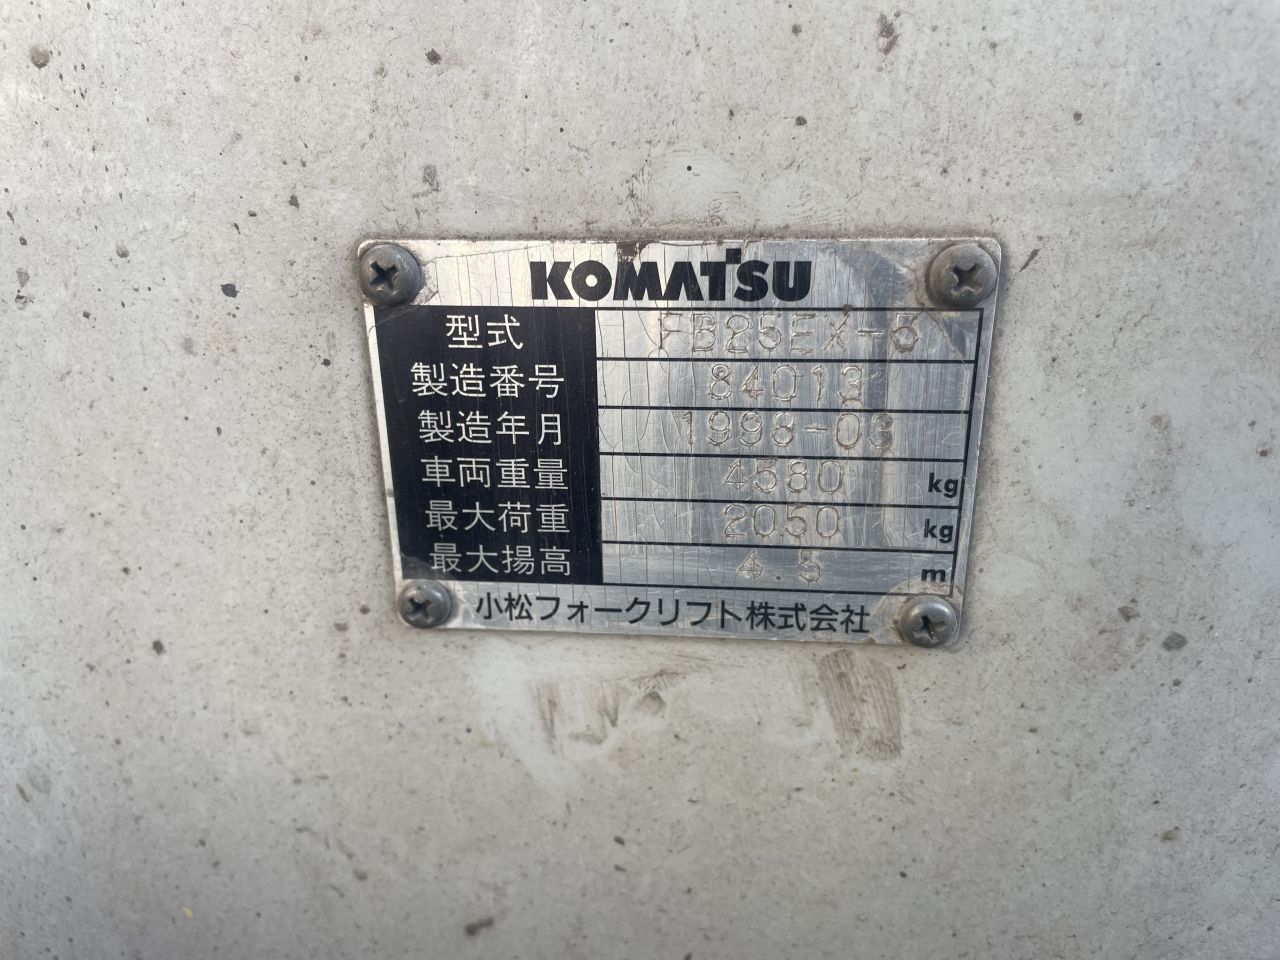 KOMATSU
型式 FB25EX-5
製造番号 84013
製造年月 1998-03
車両重量 4580 kg
最大荷重 2050 kg
最大揚高 4.5 m
小松フォークリフト株式会社